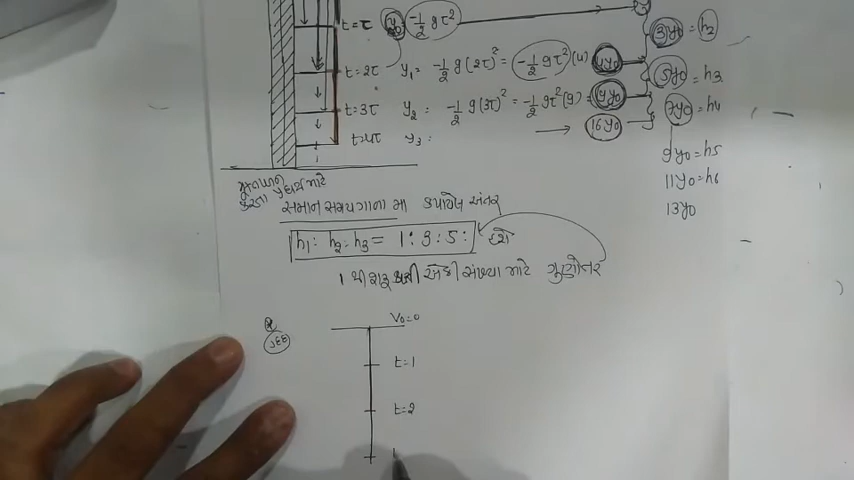 t=τ y₀ -½gτ² 3y₀=h2
t=2τ y₁= -½g(2τ)² = -½gτ²(4) 4y₀ 5y₀=h3
t=3τ y₂= -½g(3τ)² = -½gτ²(9) 9y₀ 7y₀=h4
t=4τ y₃= → 16y₀
9y₀=h5
11y₀=h6
13y₀
મુક્તપતન
કરતા પદાર્થ માટે
સમાન સમયગાળા માં કપાયેલ અંતર
h₁: h₂: h₃= 1:3:5: હશે
1 થી શરૂ થતી એકી સંખ્યા માટે ગુણોત્તર
JEE
V₀=0
t=1
t=2